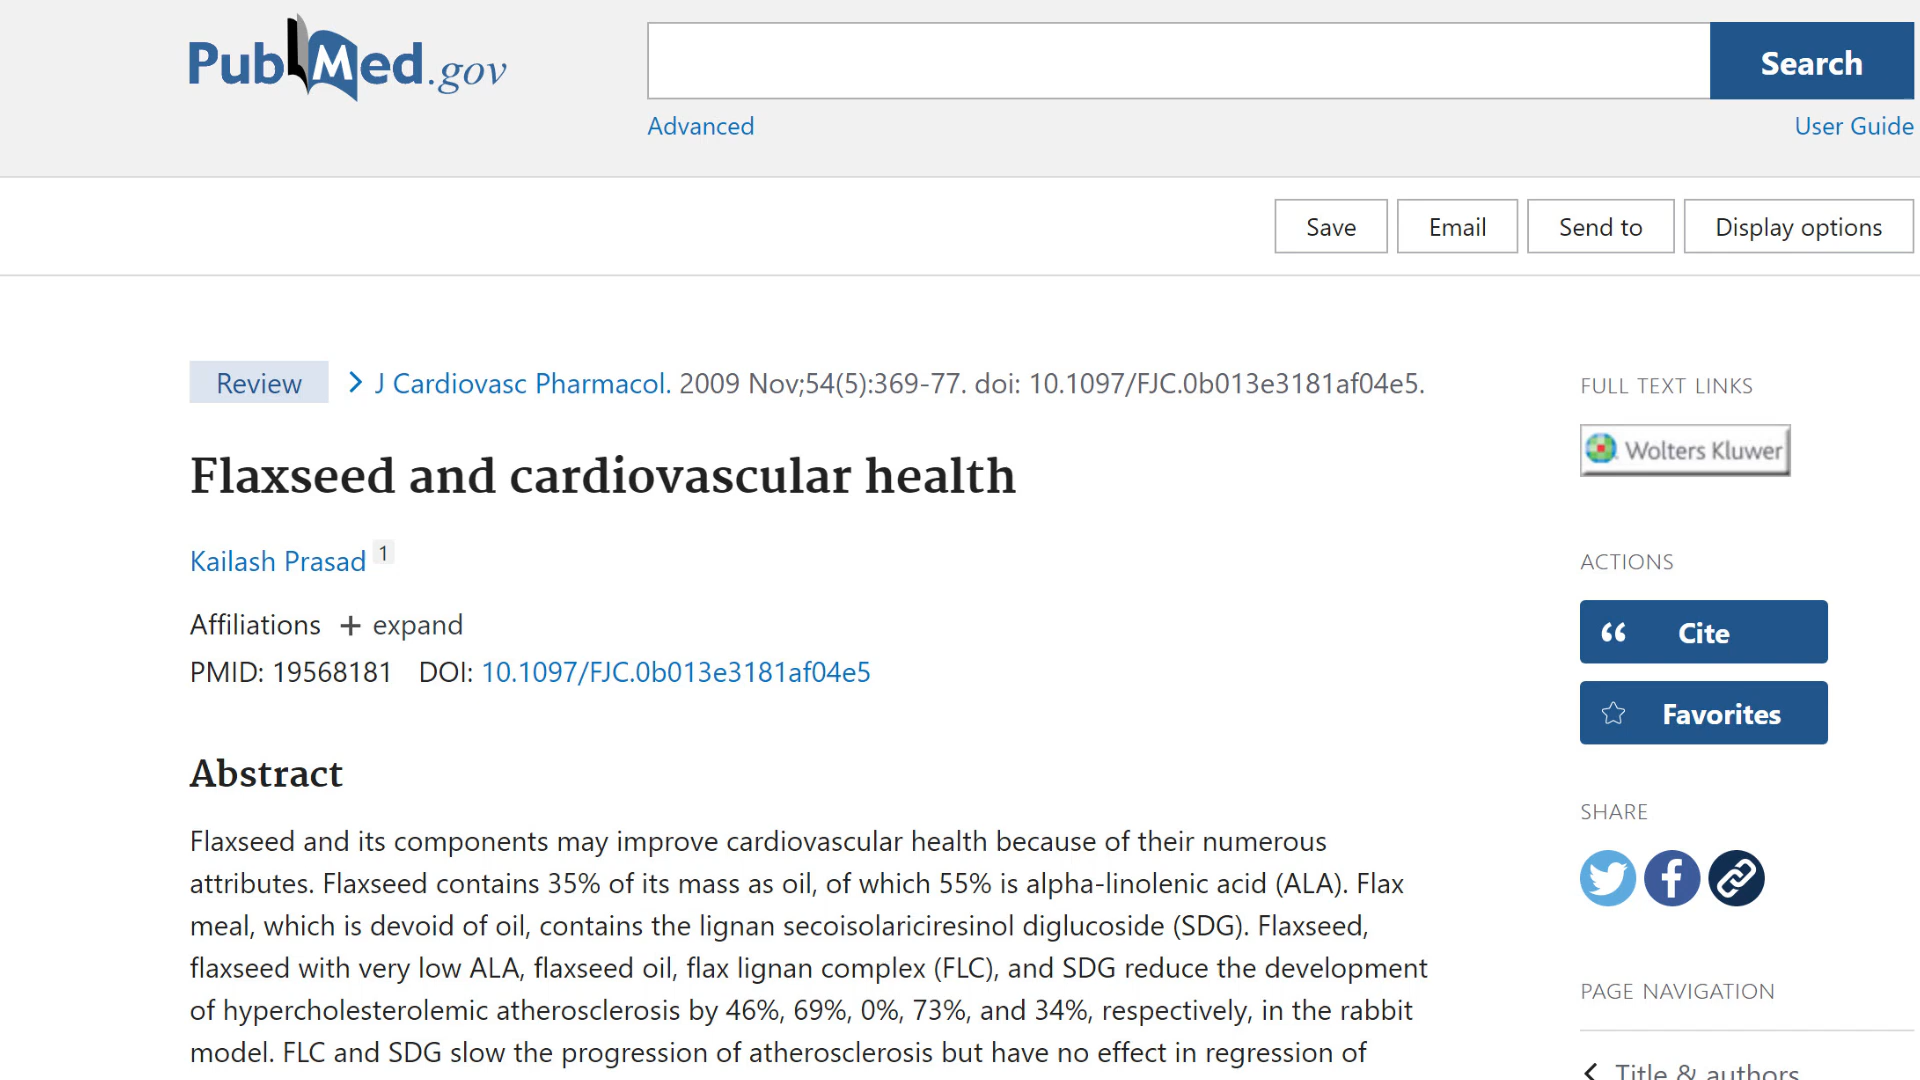 PubMed.gov
Search
Advanced
User Guide
Save
Email
Send to
Display options
Review
J Cardiovasc Pharmacol. 2009 Nov;54(5):369-77. doi: 10.1097/FJC.0b013e3181af04e5.
Flaxseed and cardiovascular health
Kailash Prasad 1
Affiliations + expand
PMID: 19568181 DOI: 10.1097/FJC.0b013e3181af04e5
Abstract
Flaxseed and its components may improve cardiovascular health because of their numerous
attributes. Flaxseed contains 35% of its mass as oil, of which 55% is alpha-linolenic acid (ALA). Flax
meal, which is devoid of oil, contains the lignan secoisolariciresinol diglucoside (SDG). Flaxseed,
flaxseed with very low ALA, flaxseed oil, flax lignan complex (FLC), and SDG reduce the development
of hypercholesterolemic atherosclerosis by 46%, 69%, 0%, 73%, and 34%, respectively, in the rabbit
model. FLC and SDG slow the progression of atherosclerosis but have no effect in regression of
FULL TEXT LINKS
Wolters Kluwer
ACTIONS
Cite
Favorites
SHARE
PAGE NAVIGATION
Title & authors